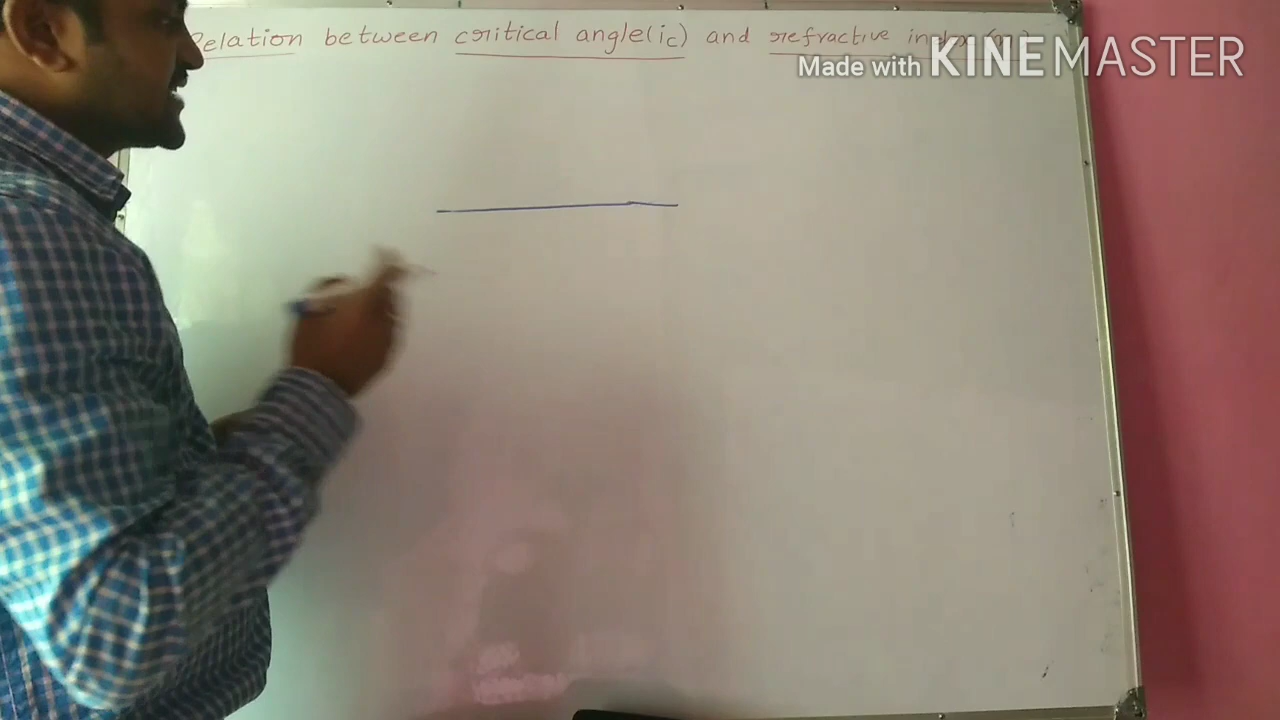 Relation between critical angle(ic) and refractive index
Made with KINEMASTER